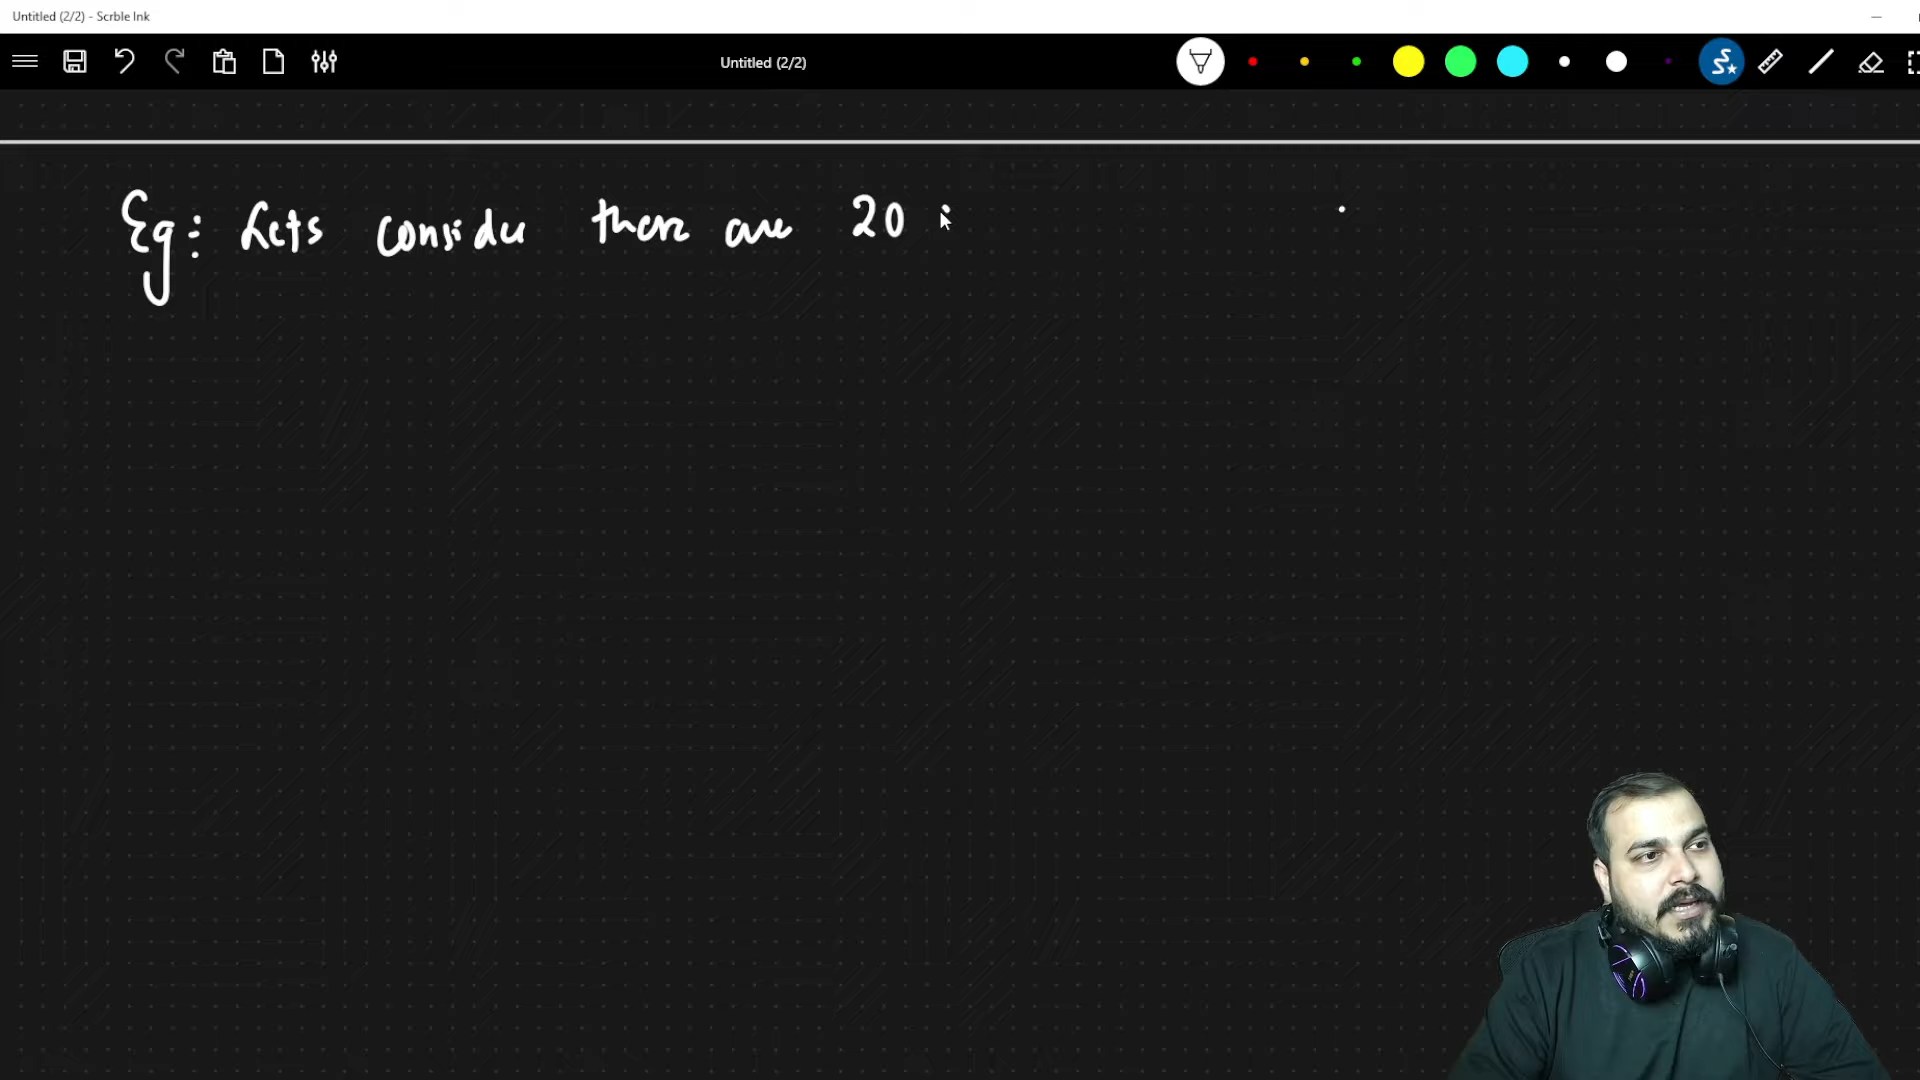 Untitled (2/2) - Scrble Ink
Untitled (2/2)
Eg: Lets consider there are 20